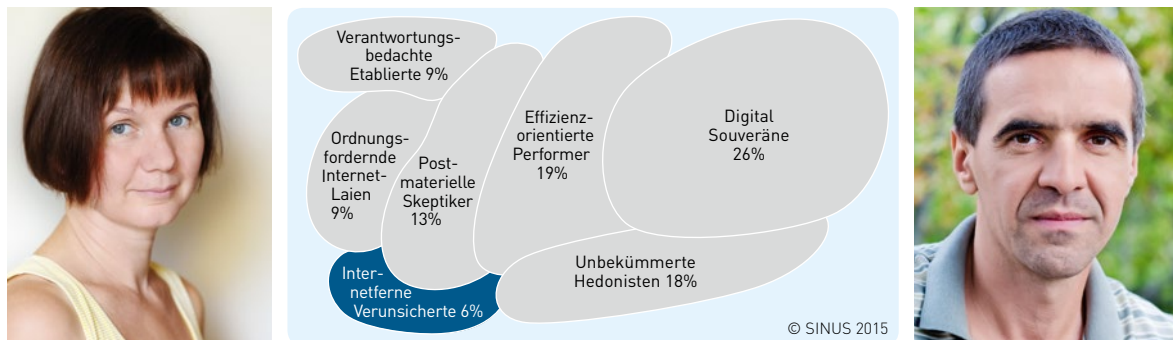 Verantwortungs-
bedachte
Etablierte 9%
Ordnungs-
fordernde
Internet-
Laien
9%
Post-
materielle
Skeptiker
13%
Effizienz-
orientierte
Performer
19%
Digital
Souveräne
26%
Inter-
netferne
Verunsicherte 6%
Unbekümmerte
Hedonisten 18%
© SINUS 2015